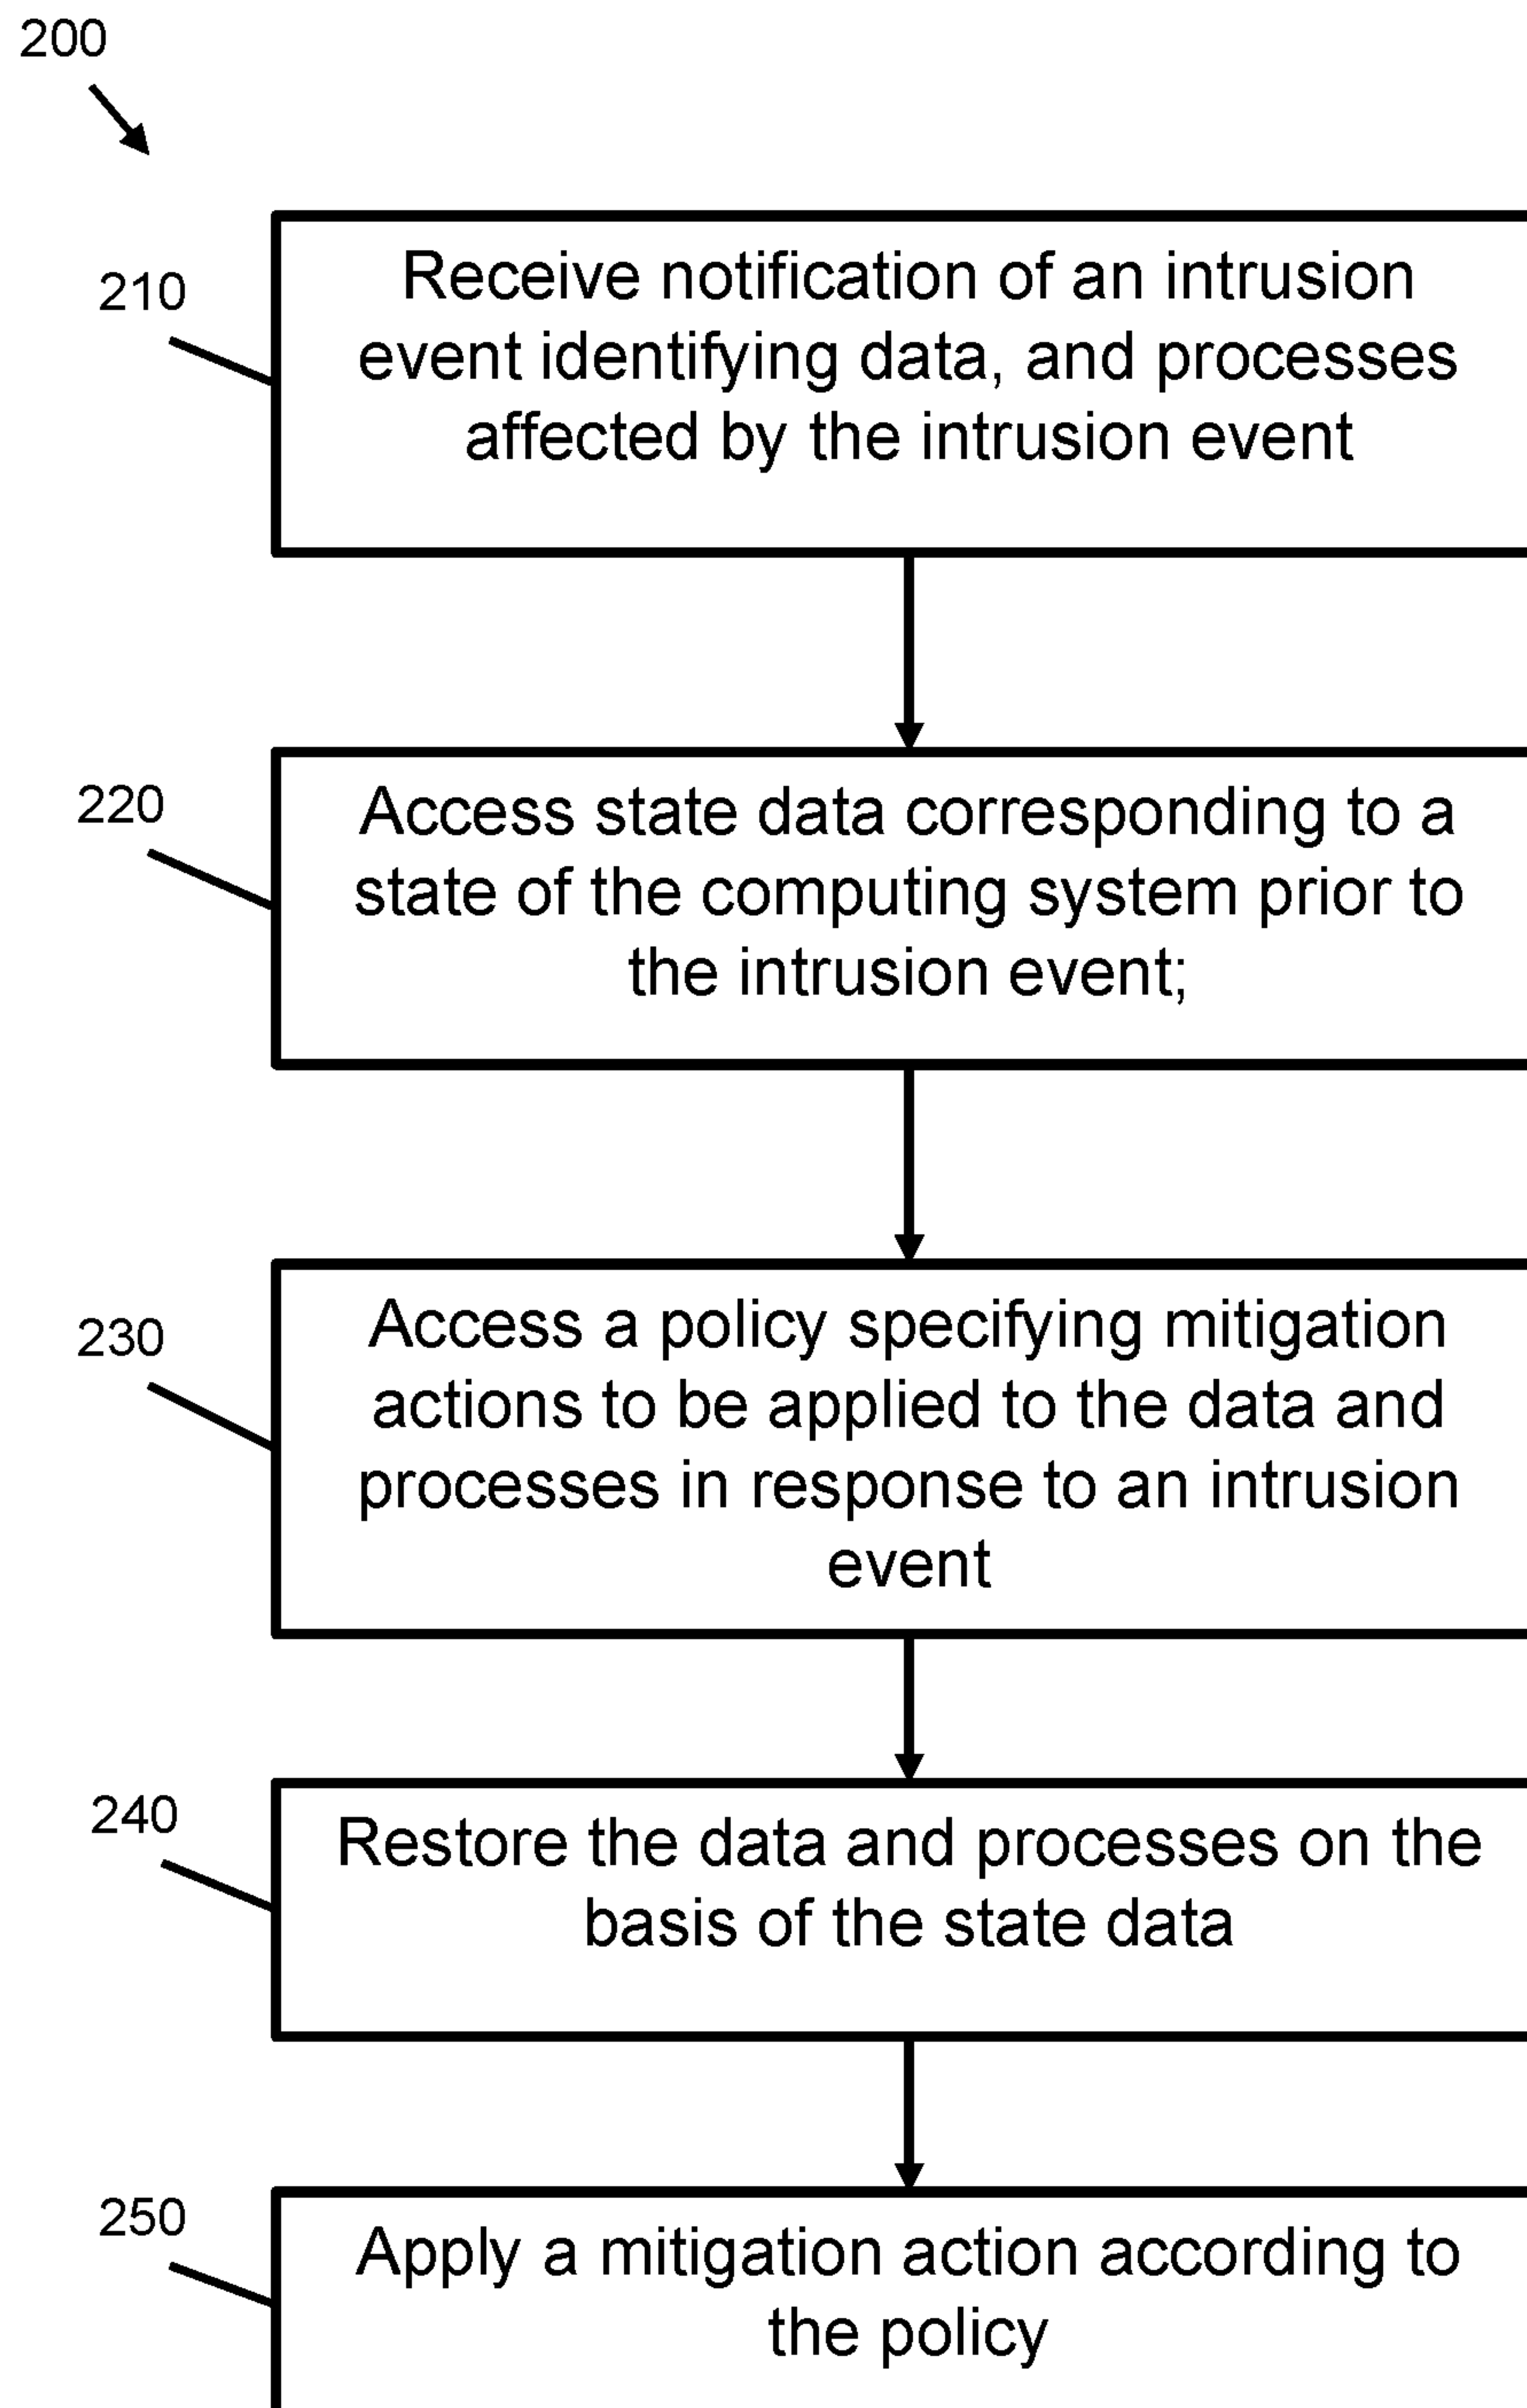 200
210
Receive notification of an intrusion
event identifying data, and processes
affected by the intrusion event
220
Access state data corresponding to a
state of the computing system prior to
the intrusion event;
230
Access a policy specifying mitigation
actions to be applied to the data and
processes in response to an intrusion
event
240
Restore the data and processes on the
basis of the state data
250
Apply a mitigation action according to
the policy